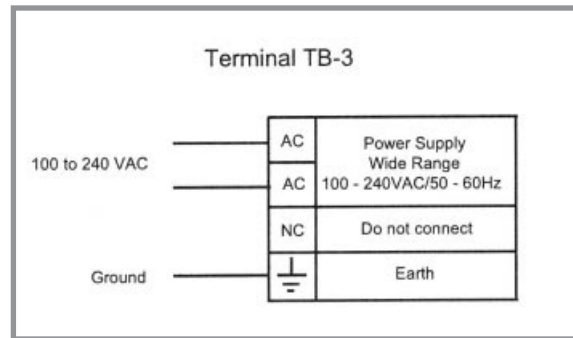 Terminal TB-3
100 to 240 VAC
AC
AC
Power Supply
Wide Range
100 - 240VAC/50 - 60Hz
NC
Do not connect
Ground
Earth